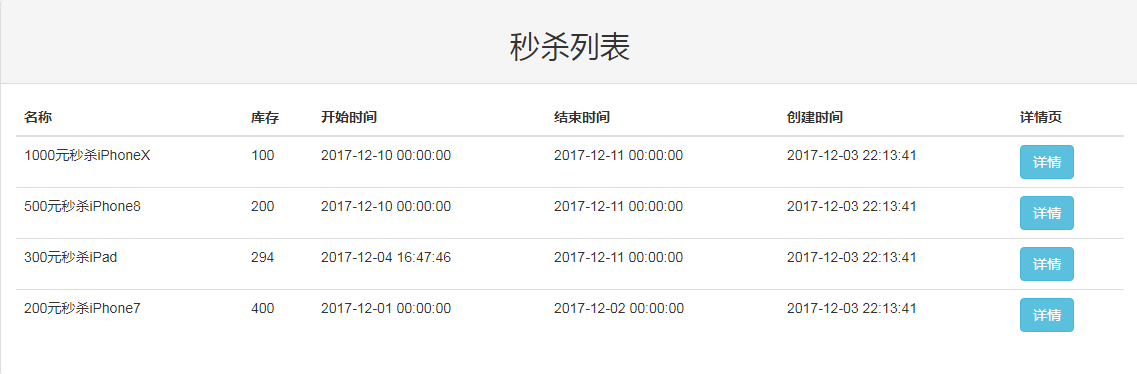 秒杀列表
名称 库存 开始时间 结束时间 创建时间 详情页
1000元秒杀iPhoneX 100 2017-12-10 00:00:00 2017-12-11 00:00:00 2017-12-03 22:13:41 详情
500元秒杀iPhone8 200 2017-12-10 00:00:00 2017-12-11 00:00:00 2017-12-03 22:13:41 详情
300元秒杀iPad 294 2017-12-04 16:47:46 2017-12-11 00:00:00 2017-12-03 22:13:41 详情
200元秒杀iPhone7 400 2017-12-01 00:00:00 2017-12-02 00:00:00 2017-12-03 22:13:41 详情